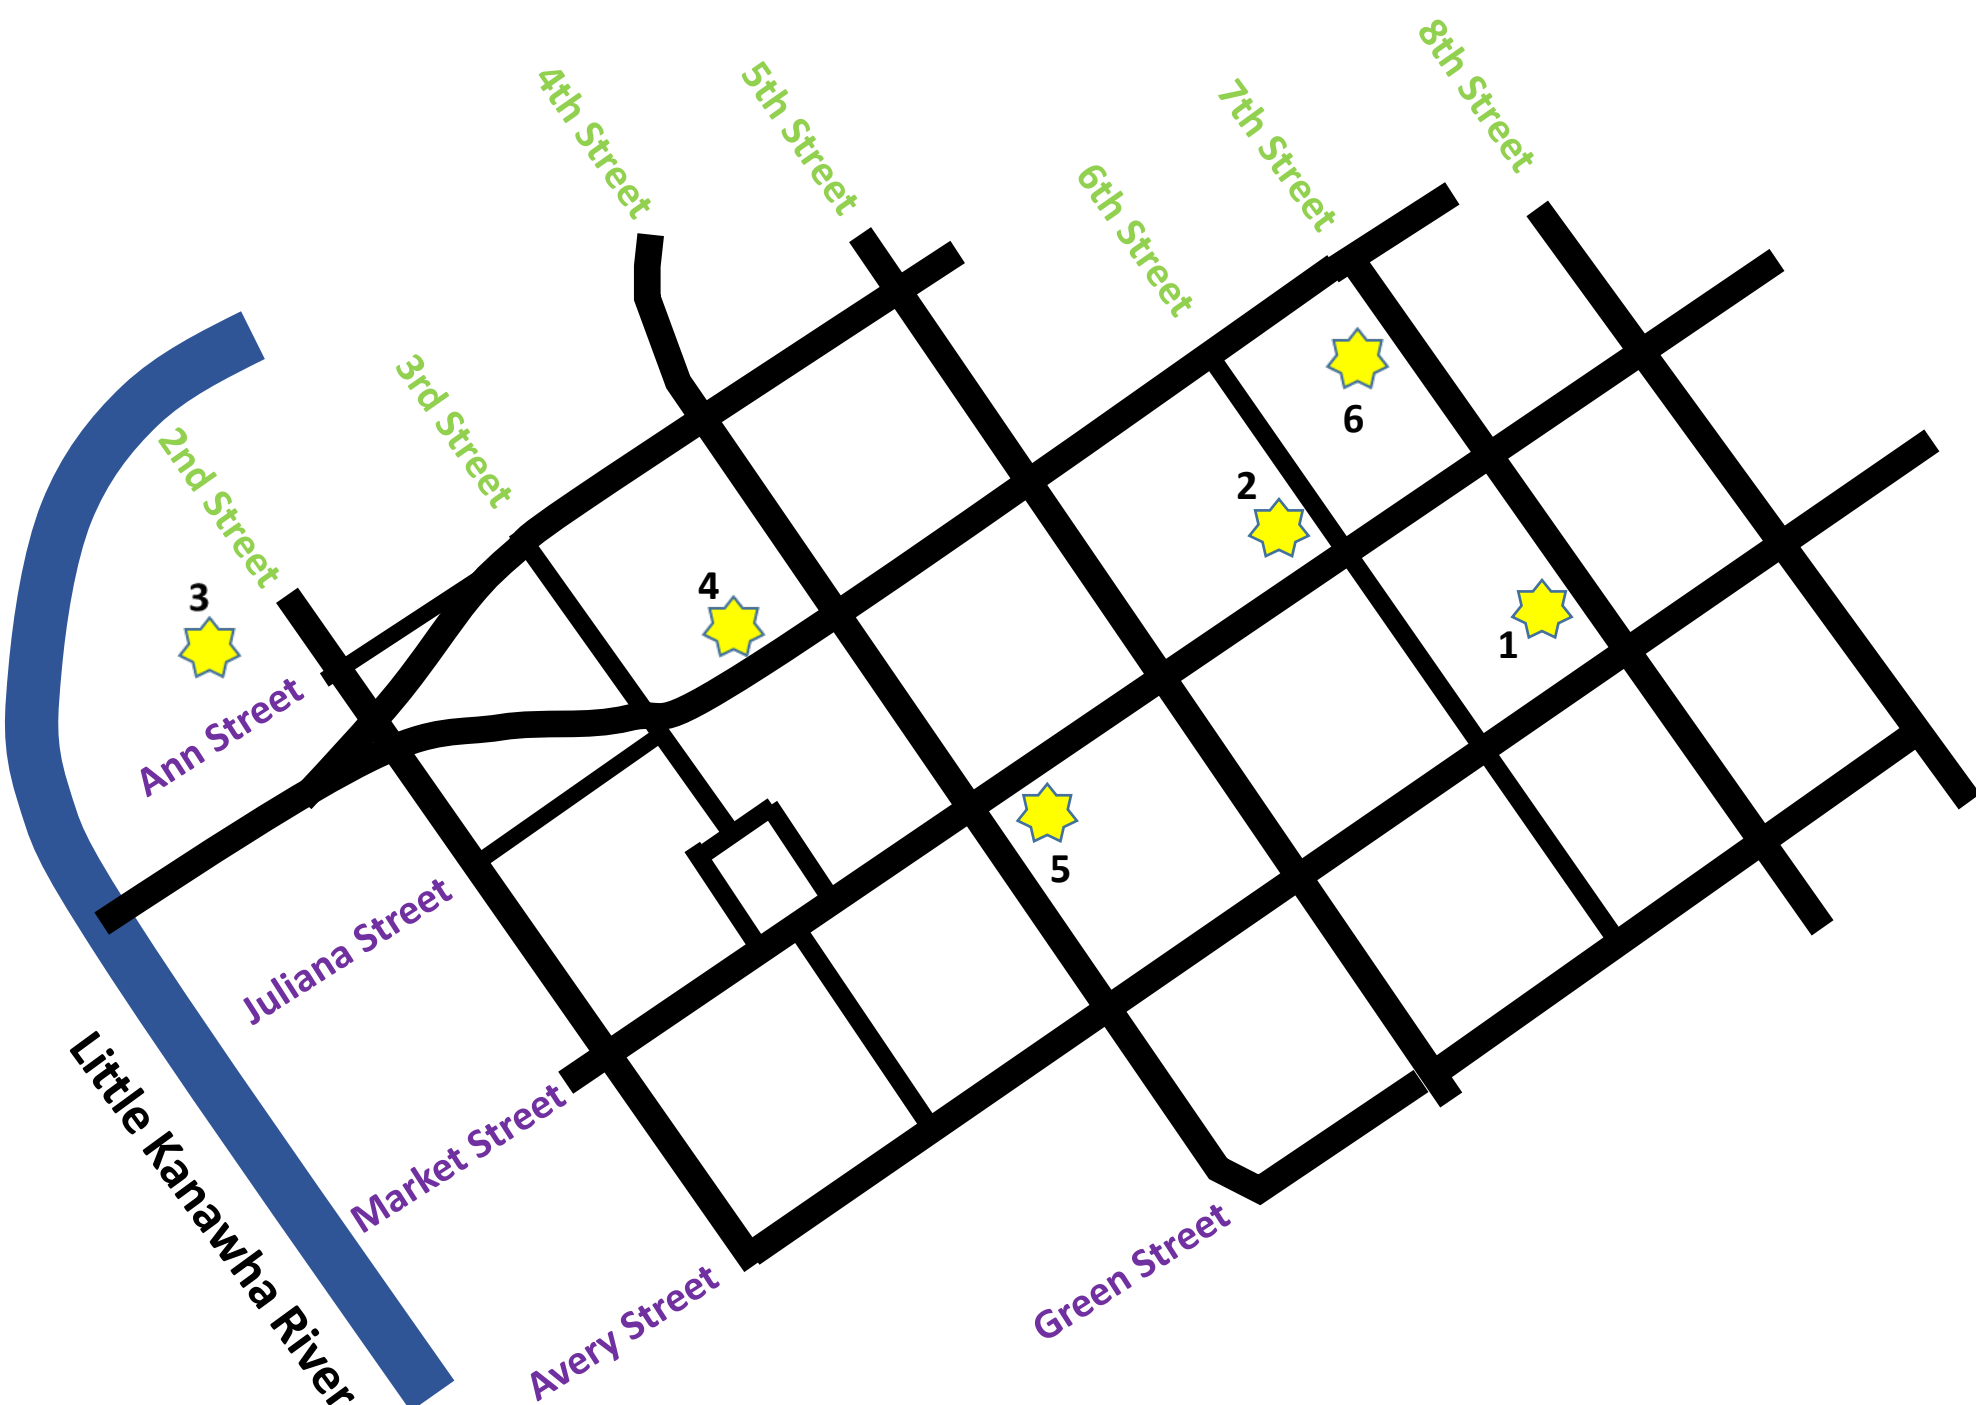 8th Street
4th Street
5th Street
7th Street
6th Street
3rd Street
2nd Street
6
2
4
3
1
Ann Street
5
Juliana Street
Market Street
Little Kanawha River
Green Street
Avery Street